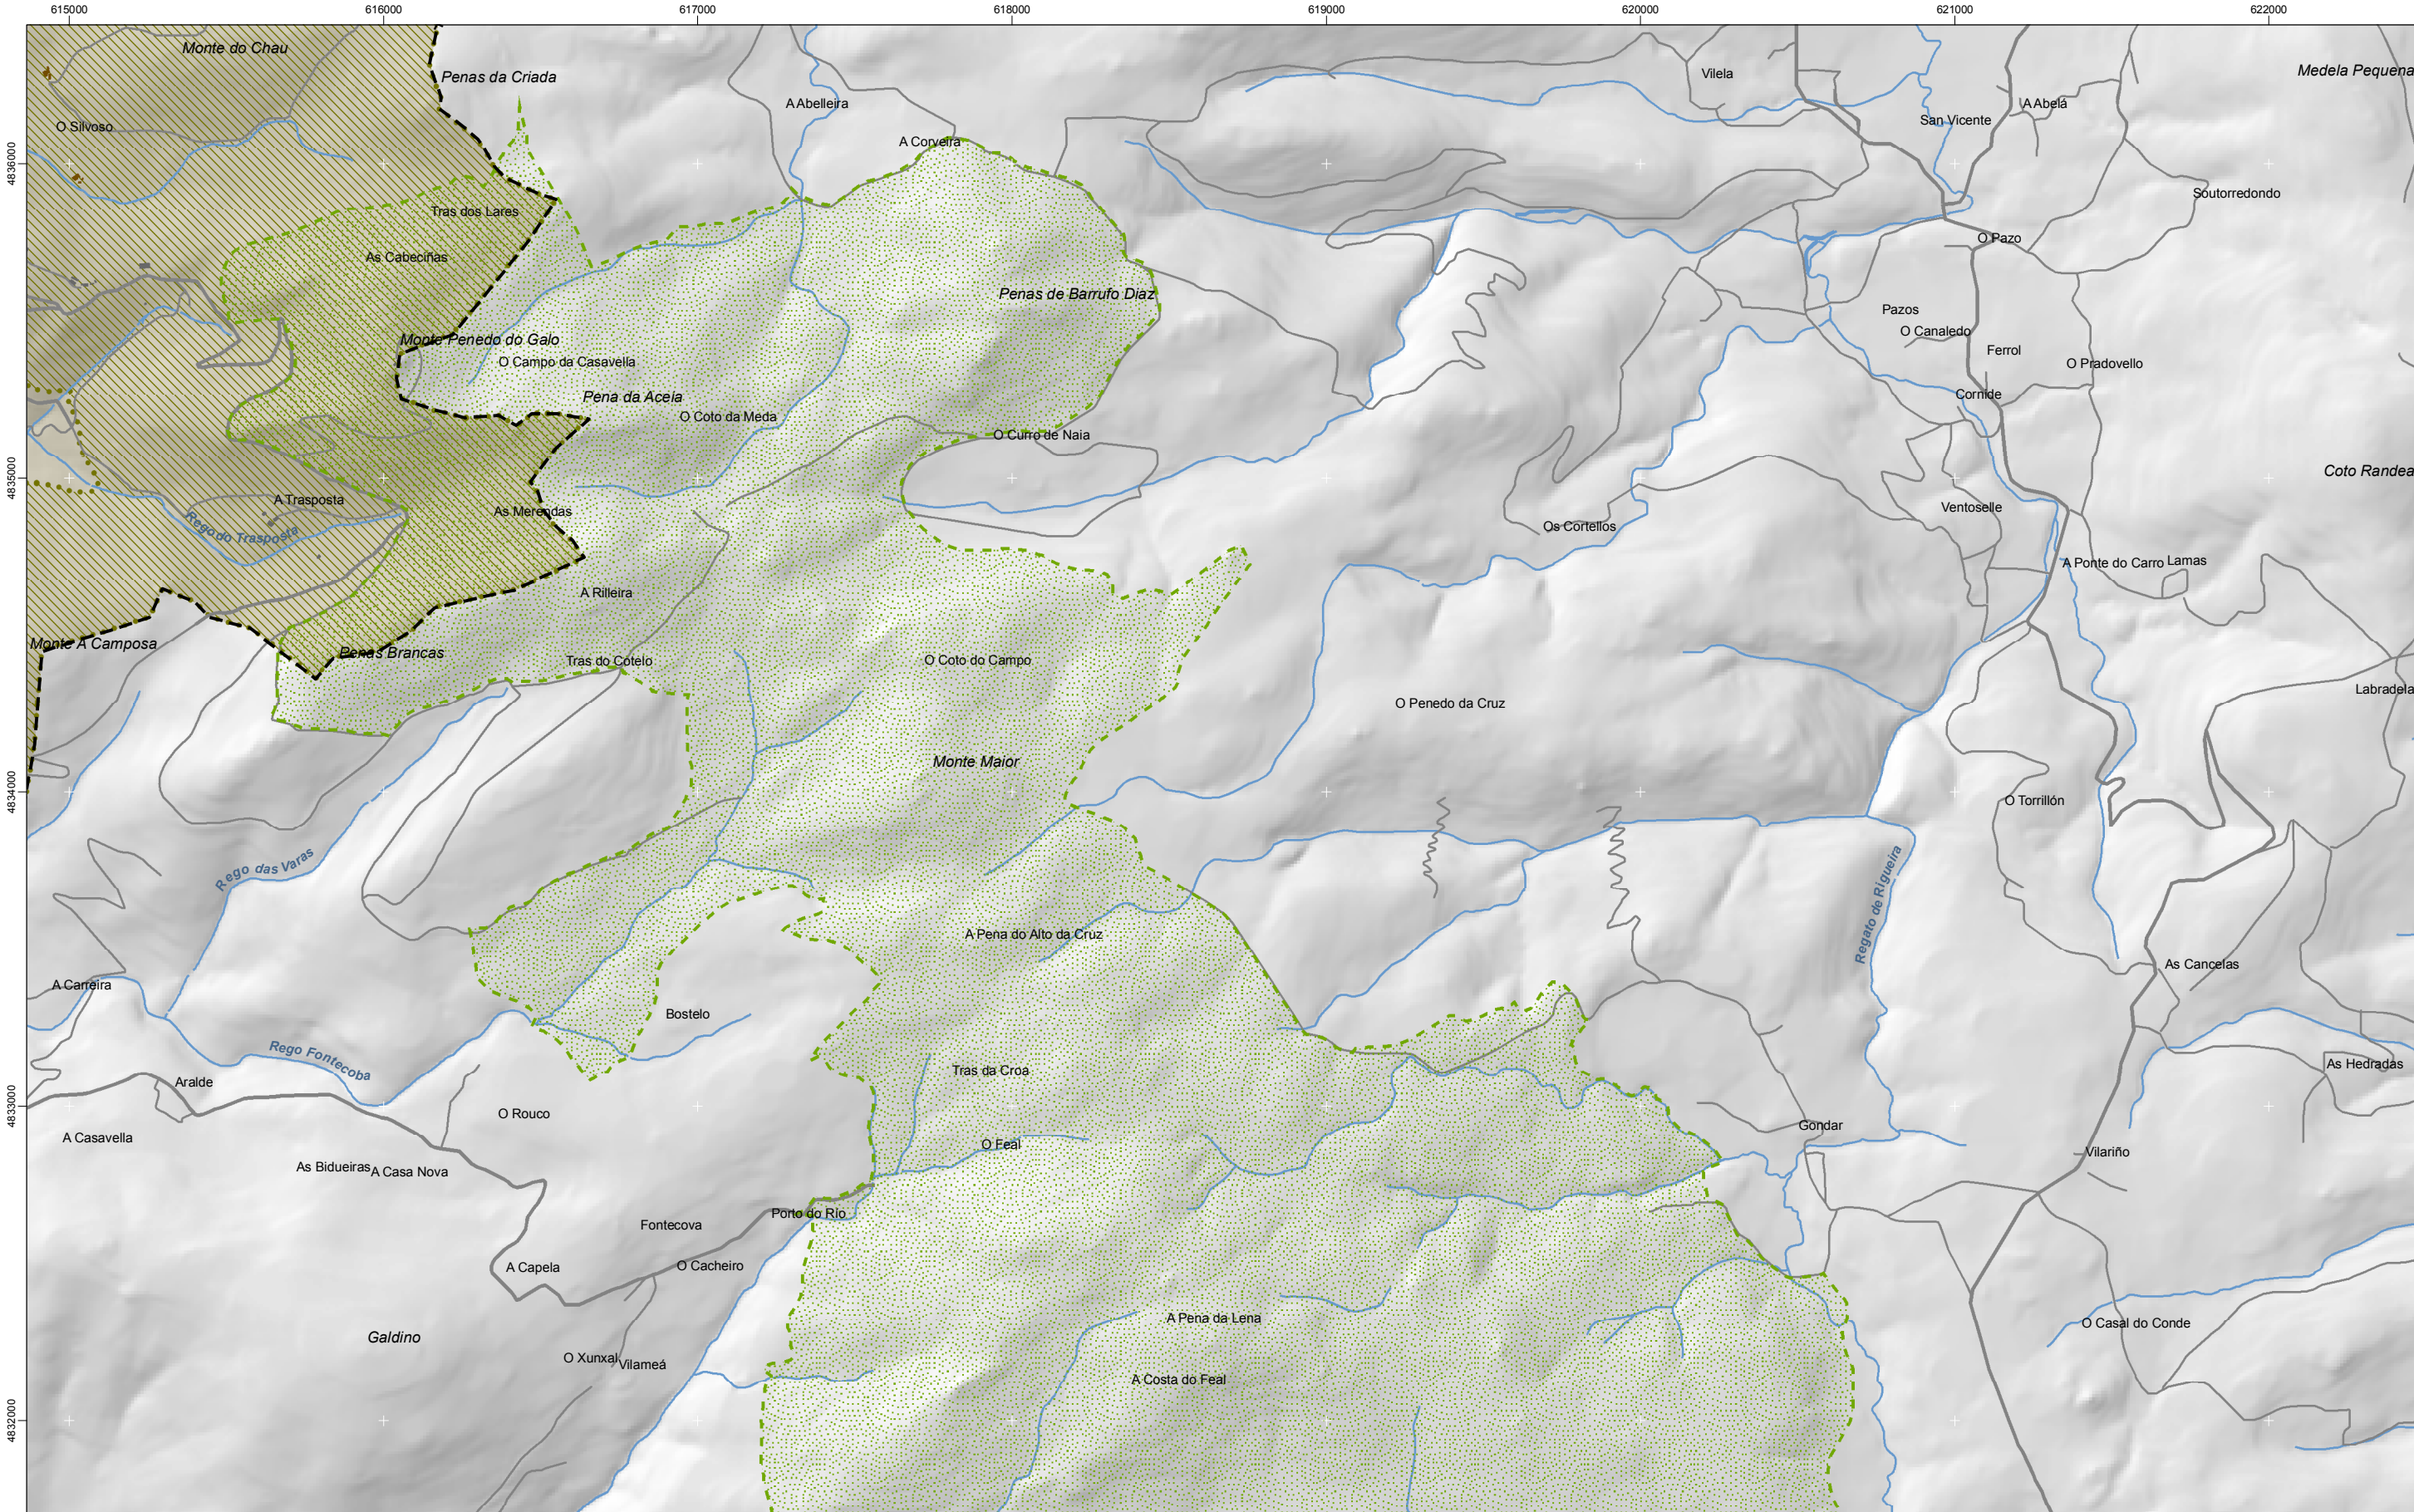 615000
616000
617000
618000
619000
620000
621000
622000
4836000
4835000
4834000
4833000
4832000
Monte do Chau
Penas da Criada
Vilela
Medela Pequena
A Abelleira
A Abelá
O Silvoso
San Vicente
A Corveira
Soutorredondo
Tras dos Lares
O Pazo
As Cabeciñas
Penas de Barrufo Diaz
Pazos
O Canaledo
Monte Penedo do Galo
Ferrol
O Campo da Casavella
O Pradovello
Pena da Aceia
Cornide
O Coto da Meda
O Curro de Naia
Coto Randea
A Trasposta
As Merendas
Ventoselle
Os Cortellos
Rego do Trasposta
A Ponte do Carro
Lamas
A Rilleira
Monte A Camposa
Penas Brancas
Tras do Cotelo
O Coto do Campo
Labradela
O Penedo da Cruz
Monte Maior
O Torrillón
Rego das Varas
Regato de Rigueira
A Pena do Alto da Cruz
As Cancelas
A Carreira
Bostelo
Rego Fontecoba
As Hedradas
Aralde
Tras da Croa
O Rouco
Gondar
A Casavella
O Feal
Vilariño
As Bidueiras
A Casa Nova
Porto do Río
Fontecova
O Cacheiro
A Capela
A Pena da Lena
O Casal do Conde
Galdino
O Xunxal
Vilameá
A Costa do Feal